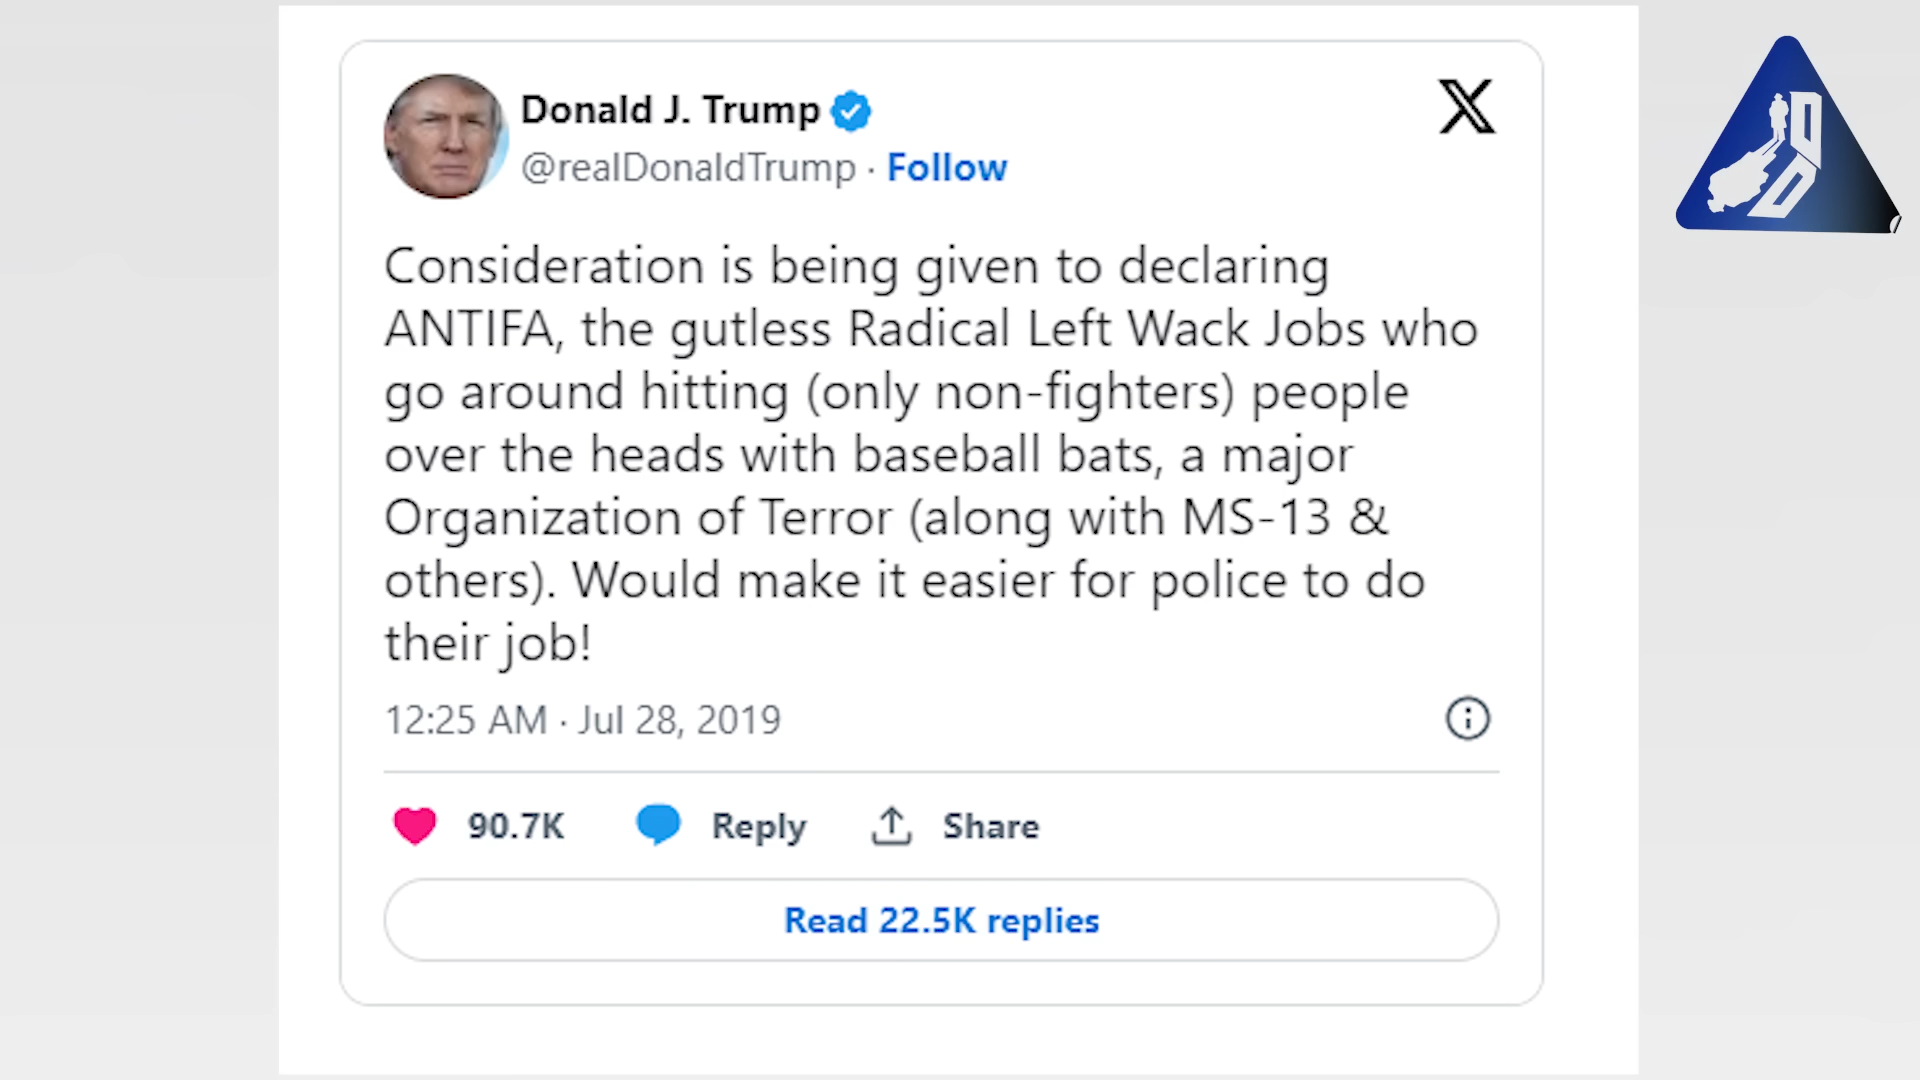 Donald J. Trump
@realDonaldTrump · Follow
Consideration is being given to declaring
ANTIFA, the gutless Radical Left Wack Jobs who
go around hitting (only non-fighters) people
over the heads with baseball bats, a major
Organization of Terror (along with MS-13 &
others). Would make it easier for police to do
their job!
12:25 AM · Jul 28, 2019
90.7K Reply Share
Read 22.5K replies